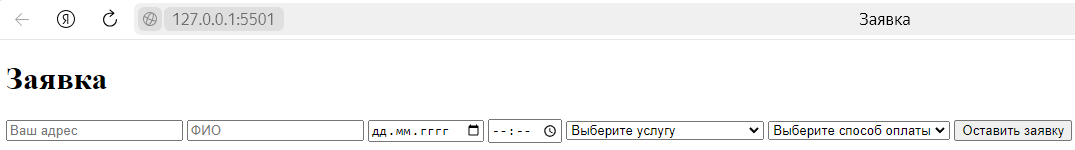 Я 127.0.0.1:5501 Заявка
Заявка
Ваш адрес ФИО дд.мм.гггг --:-- Выберите услугу Выберите способ оплаты Оставить заявку